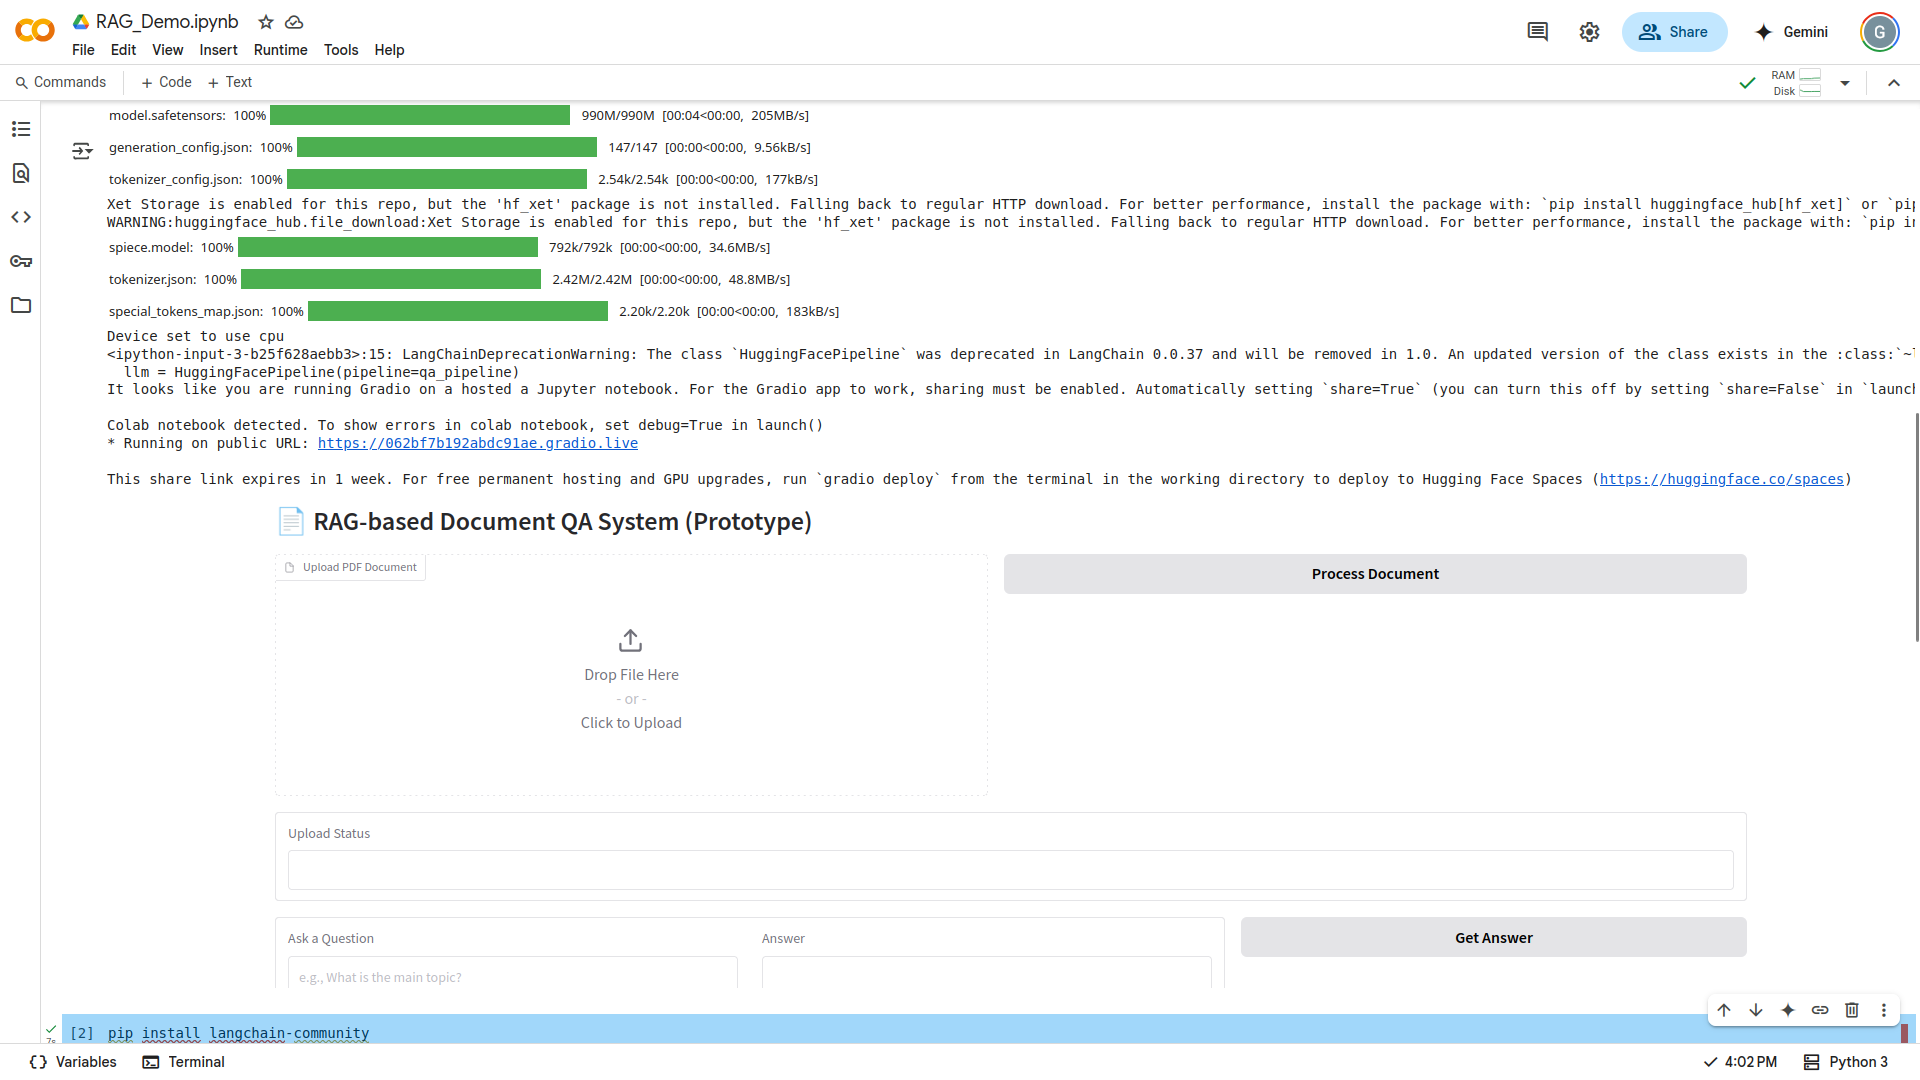 RAG_Demo.ipynb
File Edit View Insert Runtime Tools Help
Share
Gemini
G
Commands + Code + Text
RAM
Disk
model.safetensors: 100% 990M/990M [00:04<00:00, 205MB/s]
generation_config.json: 100% 147/147 [00:00<00:00, 9.56kB/s]
tokenizer_config.json: 100% 2.54k/2.54k [00:00<00:00, 177kB/s]
Xet Storage is enabled for this repo, but the 'hf_xet' package is not installed. Falling back to regular HTTP download. For better performance, install the package with: `pip install huggingface_hub[hf_xet]` or `pip
WARNING:huggingface_hub.file_download:Xet Storage is enabled for this repo, but the 'hf_xet' package is not installed. Falling back to regular HTTP download. For better performance, install the package with: `pip in
spiece.model: 100% 792k/792k [00:00<00:00, 34.6MB/s]
tokenizer.json: 100% 2.42M/2.42M [00:00<00:00, 48.8MB/s]
special_tokens_map.json: 100% 2.20k/2.20k [00:00<00:00, 183kB/s]
Device set to use cpu
<ipython-input-3-b25f628aebb3>:15: LangChainDeprecationWarning: The class `HuggingFacePipeline` was deprecated in LangChain 0.0.37 and will be removed in 1.0. An updated version of the class exists in the :class:`~
llm = HuggingFacePipeline(pipeline=qa_pipeline)
It looks like you are running Gradio on a hosted a Jupyter notebook. For the Gradio app to work, sharing must be enabled. Automatically setting `share=True` (you can turn this off by setting `share=False` in `launch
Colab notebook detected. To show errors in colab notebook, set debug=True in launch()
* Running on public URL: https://062bf7b192abdc91ae.gradio.live
This share link expires in 1 week. For free permanent hosting and GPU upgrades, run `gradio deploy` from the terminal in the working directory to deploy to Hugging Face Spaces (https://huggingface.co/spaces)
RAG-based Document QA System (Prototype)
Upload PDF Document
Process Document
Drop File Here
- or -
Click to Upload
Upload Status
Ask a Question
Answer
Get Answer
e.g., What is the main topic?
[2] pip install langchain-community
7s
{} Variables Terminal
4:02 PM Python 3